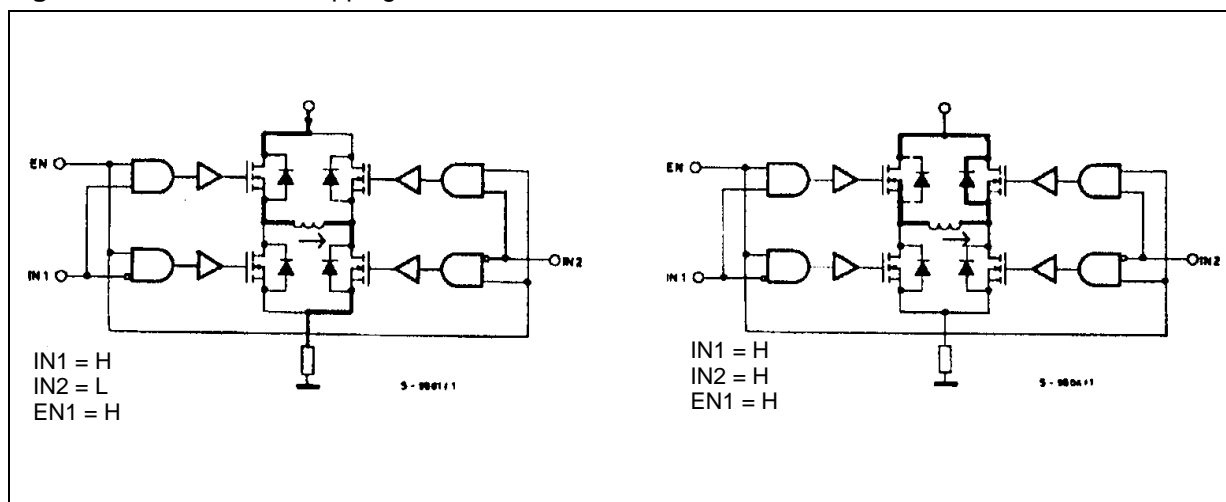 EN
IN1
IN2
IN1 = H
IN2 = L
EN1 = H
EN
IN1
IN2
IN1 = H
IN2 = H
EN1 = H